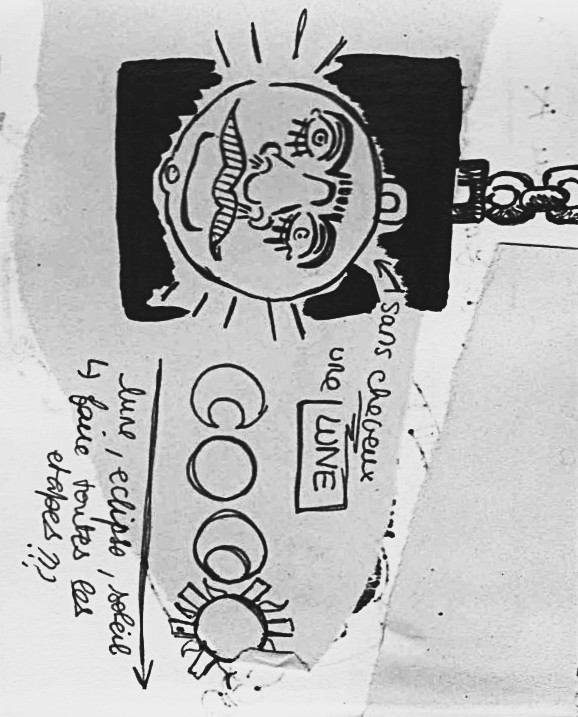 sans cheveux
une LUNE
lune, eclipse, soleil
↳ faire toutes les
etapes ??!!